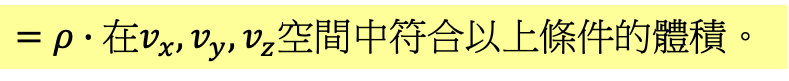 = ρ · 在vₓ, v_y, v_z空間中符合以上條件的體積。